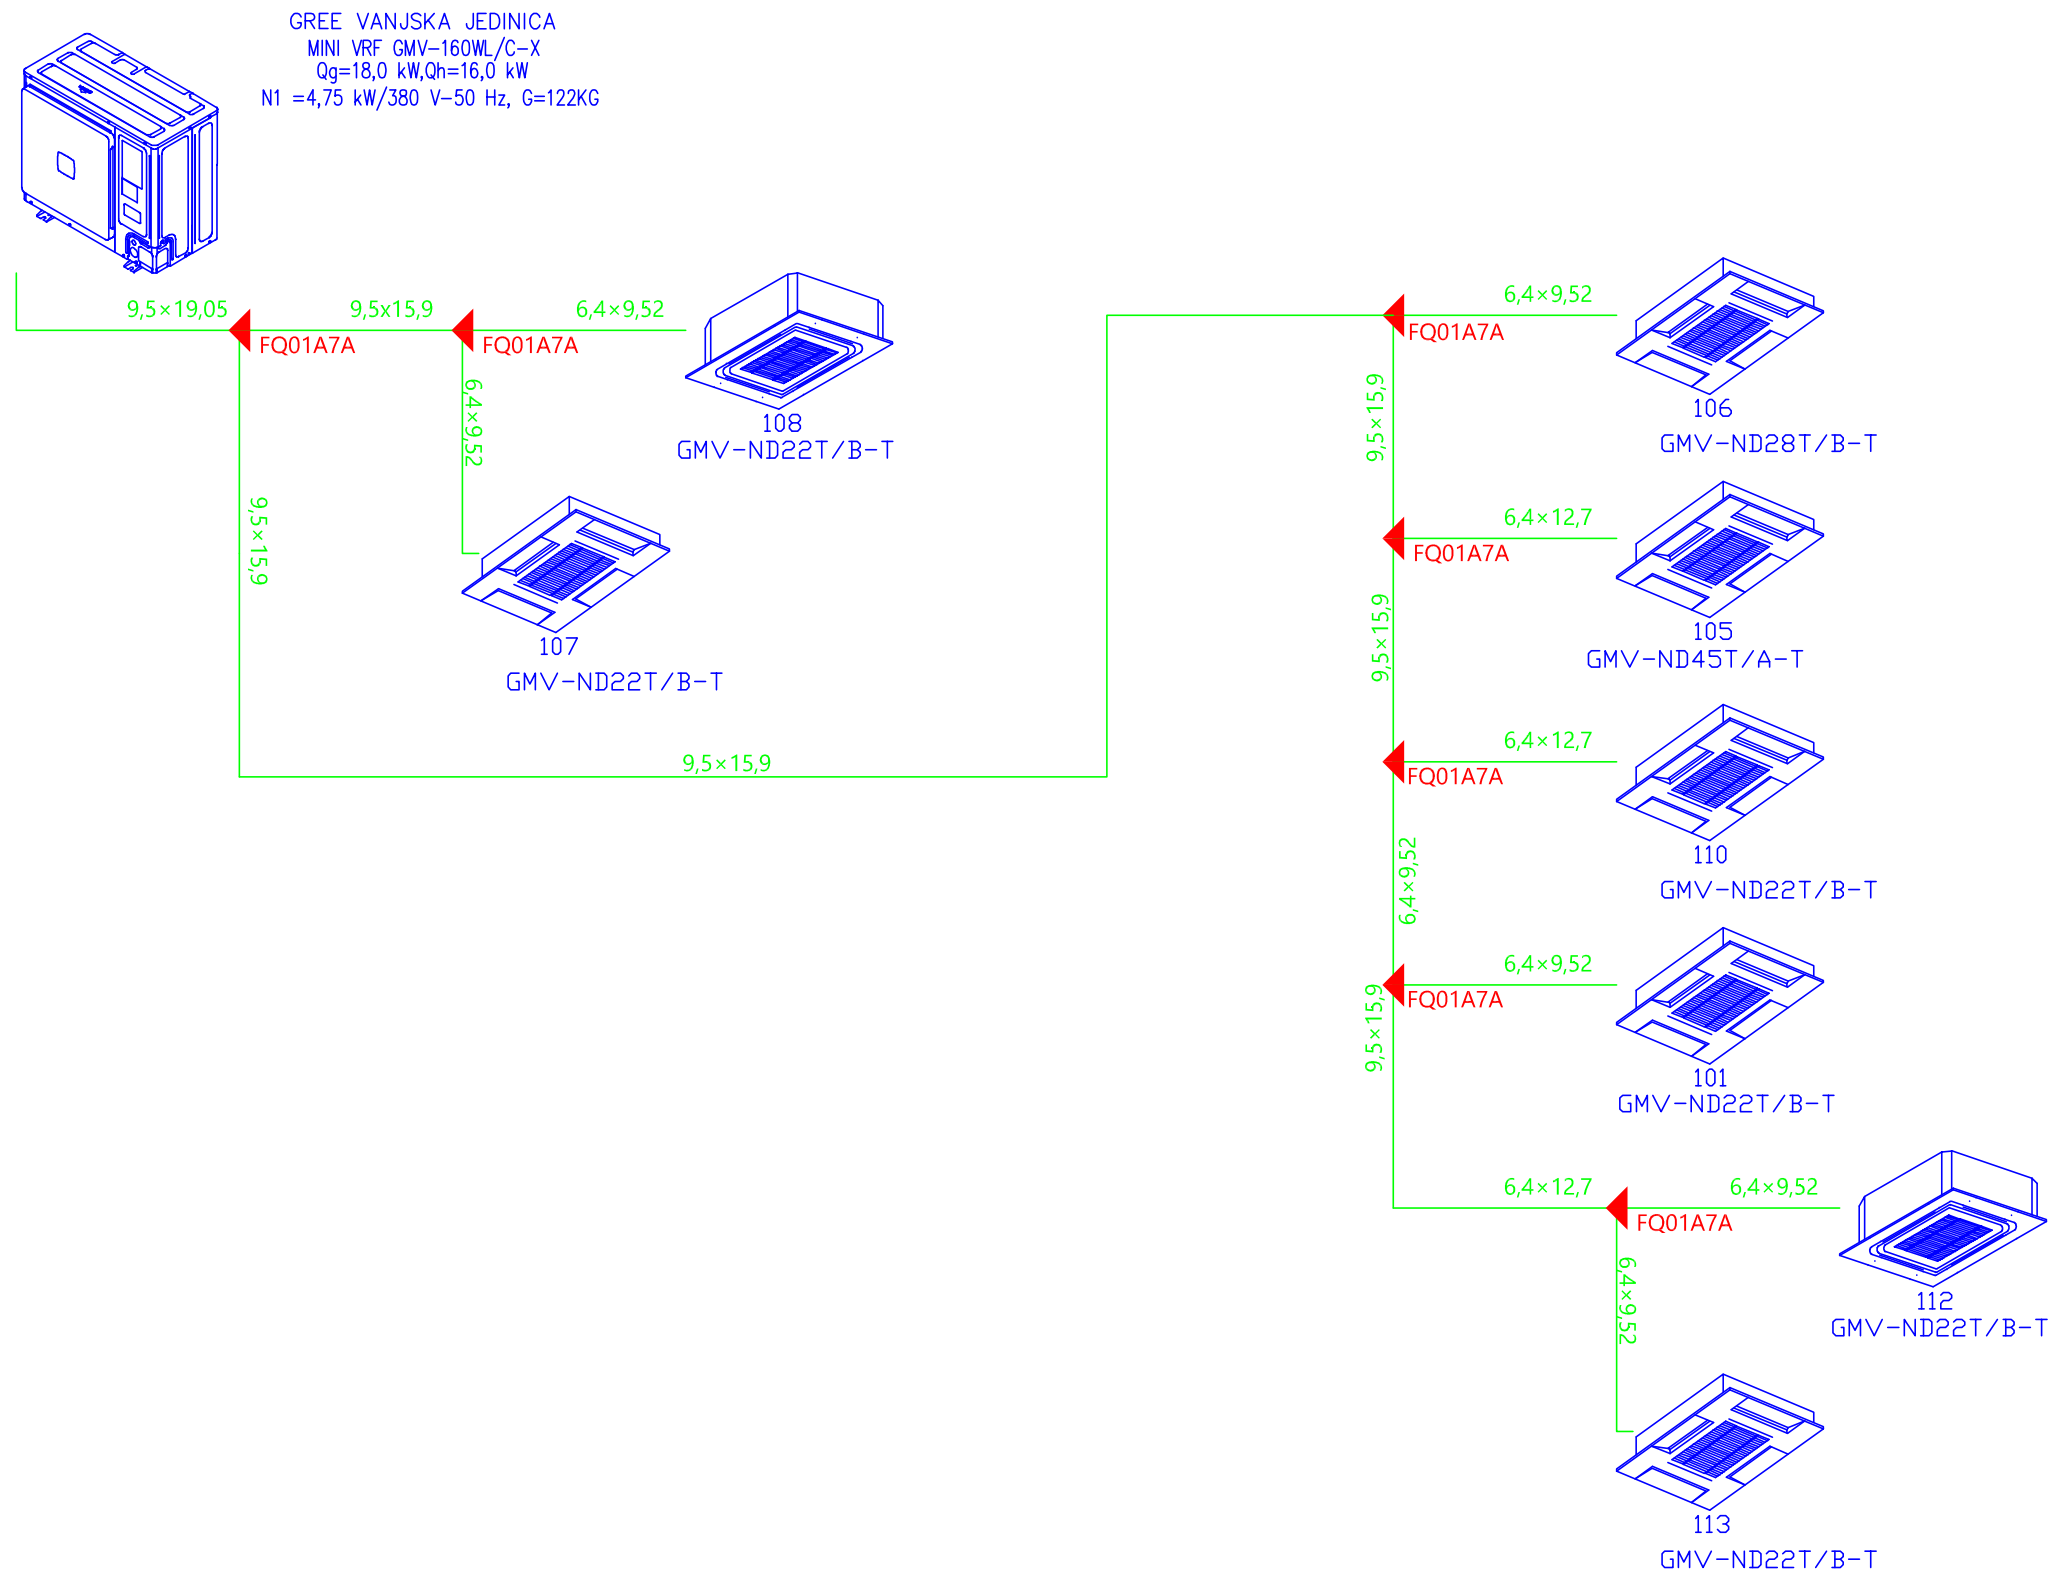 GREE VANJSKA JEDINICA
MINI VRF GMV-160WL/C-X
Qg=18,0 kW,Qh=16,0 kW
N1 =4,75 kW/380 V-50 Hz, G=122KG
9,5×19,05
FQ01A7A
9,5x15,9
FQ01A7A
6,4×9,52
108
GMV-ND22T/B-T
6,4×9,52
107
GMV-ND22T/B-T
9,5×15,9
9,5×15,9
FQ01A7A
6,4×9,52
106
GMV-ND28T/B-T
9,5×15,9
FQ01A7A
6,4×12,7
105
GMV-ND45T/A-T
9,5×15,9
FQ01A7A
6,4×12,7
110
GMV-ND22T/B-T
6,4×9,52
FQ01A7A
6,4×9,52
101
GMV-ND22T/B-T
9,5×15,9
6,4×12,7
FQ01A7A
6,4×9,52
112
GMV-ND22T/B-T
6,4×9,52
113
GMV-ND22T/B-T